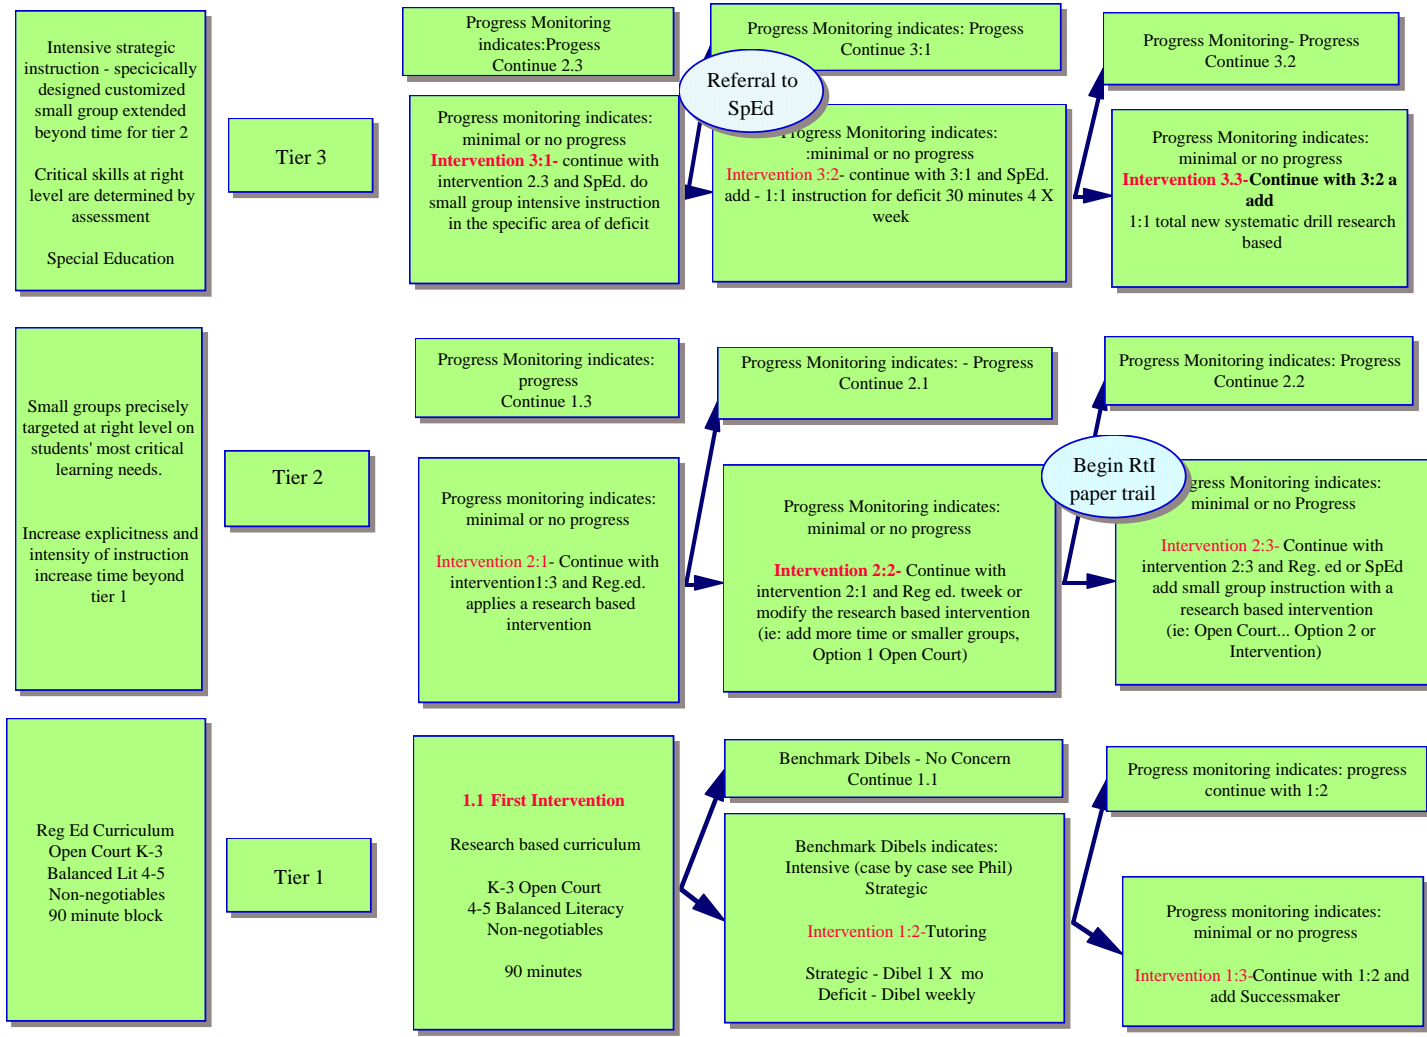 Intensive strategic
instruction - specicically
designed customized
small group extended
beyond time for tier 2
Critical skills at right
level are determined by
assessment
Special Education
Tier 3
Progress Monitoring
indicates:Progess
Continue 2.3
Progress monitoring indicates:
minimal or no progress
Intervention 3:1- continue with
intervention 2.3 and SpEd. do
small group intensive instruction
in the specific area of deficit
Referral to
SpEd
Progress Monitoring indicates: Progess
Continue 3:1
Progress Monitoring indicates:
:minimal or no progress
Intervention 3:2- continue with 3:1 and SpEd.
add - 1:1 instruction for deficit 30 minutes 4 X
week
Progress Monitoring- Progress
Continue 3.2
Progress Monitoring indicates:
minimal or no progress
Intervention 3.3-Continue with 3:2 a
add
1:1 total new systematic drill research
based
Small groups precisely
targeted at right level on
students' most critical
learning needs.
Increase explicitness and
intensity of instruction
increase time beyond
tier 1
Tier 2
Progress Monitoring indicates:
progress
Continue 1.3
Progress monitoring indicates:
minimal or no progress
Intervention 2:1- Continue with
intervention1:3 and Reg.ed.
applies a research based
intervention
Progress Monitoring indicates: - Progress
Continue 2.1
Progress Monitoring indicates:
minimal or no progress
Intervention 2:2- Continue with
intervention 2:1 and Reg ed. tweek or
modify the research based intervention
(ie: add more time or smaller groups,
Option 1 Open Court)
Begin RtI
paper trail
Progress Monitoring indicates: Progress
Continue 2.2
gress Monitoring indicates:
minimal or no Progress
Intervention 2:3- Continue with
intervention 2:3 and Reg. ed or SpEd
add small group instruction with a
research based intervention
(ie: Open Court... Option 2 or
Intervention)
Reg Ed Curriculum
Open Court K-3
Balanced Lit 4-5
Non-negotiables
90 minute block
Tier 1
1.1 First Intervention
Research based curriculum
K-3 Open Court
4-5 Balanced Literacy
Non-negotiables
90 minutes
Benchmark Dibels - No Concern
Continue 1.1
Benchmark Dibels indicates:
Intensive (case by case see Phil)
Strategic
Intervention 1:2-Tutoring
Strategic - Dibel 1 X mo
Deficit - Dibel weekly
Progress monitoring indicates: progress
continue with 1:2
Progress monitoring indicates:
minimal or no progress
Intervention 1:3-Continue with 1:2 and
add Successmaker